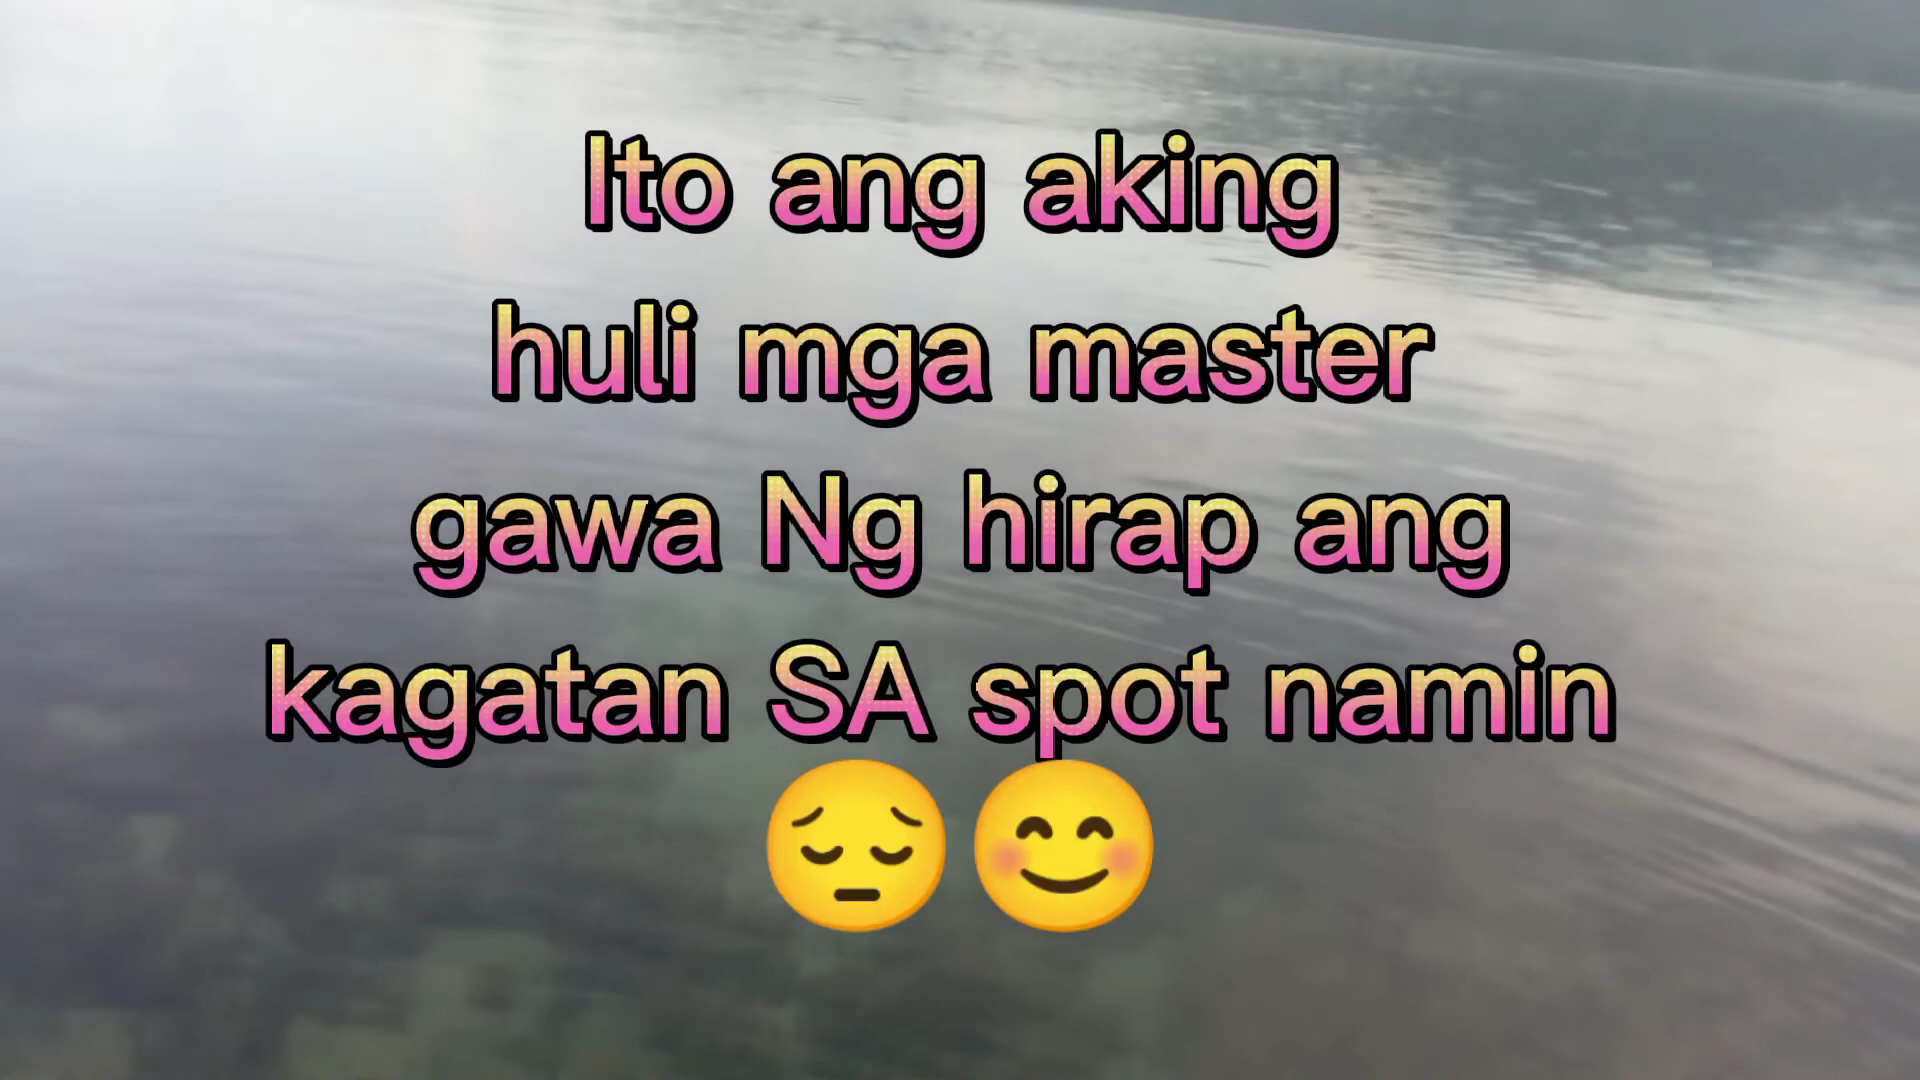 Ito ang aking
huli mga master
gawa Ng hirap ang
kagatan SA spot namin
😔😊